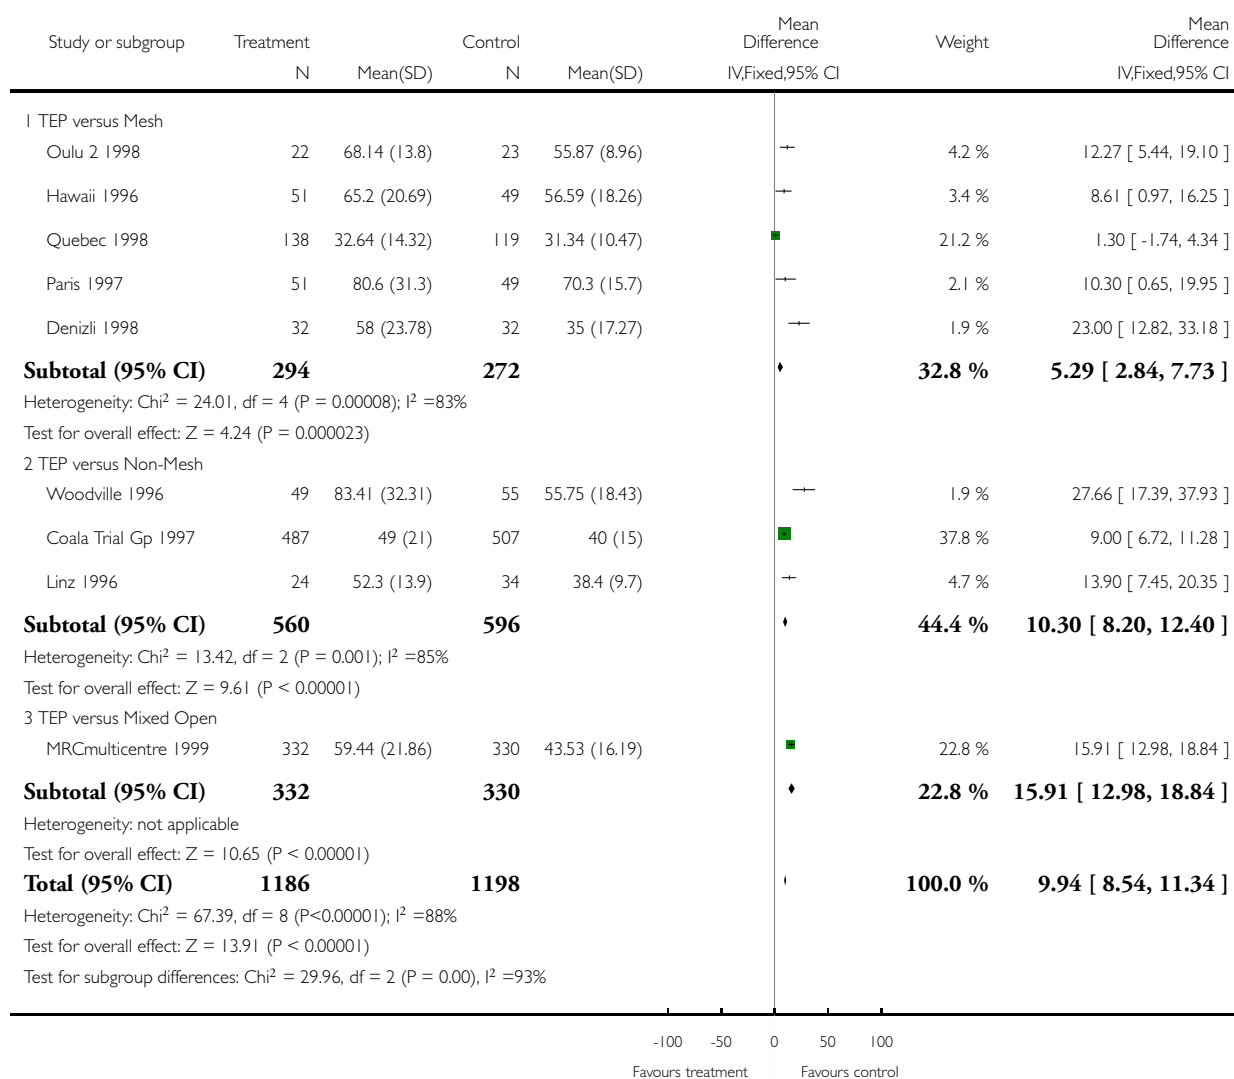 Mean Mean
Study or subgroup Treatment Control Difference Weight Difference
N Mean(SD) N Mean(SD) IV,Fixed,95% CI IV,Fixed,95% CI
1 TEP versus Mesh
Oulu 2 1998 22 68.14 (13.8) 23 55.87 (8.96) 4.2 % 12.27 [ 5.44, 19.10 ]
Hawaii 1996 51 65.2 (20.69) 49 56.59 (18.26) 3.4 % 8.61 [ 0.97, 16.25 ]
Quebec 1998 138 32.64 (14.32) 119 31.34 (10.47) 21.2 % 1.30 [ -1.74, 4.34 ]
Paris 1997 51 80.6 (31.3) 49 70.3 (15.7) 2.1 % 10.30 [ 0.65, 19.95 ]
Denizli 1998 32 58 (23.78) 32 35 (17.27) 1.9 % 23.00 [ 12.82, 33.18 ]
Subtotal (95% CI) 294 272 32.8 % 5.29 [ 2.84, 7.73 ]
Heterogeneity: Chi² = 24.01, df = 4 (P = 0.00008); I² =83%
Test for overall effect: Z = 4.24 (P = 0.000023)
2 TEP versus Non-Mesh
Woodville 1996 49 83.41 (32.31) 55 55.75 (18.43) 1.9 % 27.66 [ 17.39, 37.93 ]
Coala Trial Gp 1997 487 49 (21) 507 40 (15) 37.8 % 9.00 [ 6.72, 11.28 ]
Linz 1996 24 52.3 (13.9) 34 38.4 (9.7) 4.7 % 13.90 [ 7.45, 20.35 ]
Subtotal (95% CI) 560 596 44.4 % 10.30 [ 8.20, 12.40 ]
Heterogeneity: Chi² = 13.42, df = 2 (P = 0.001); I² =85%
Test for overall effect: Z = 9.61 (P < 0.00001)
3 TEP versus Mixed Open
MRCmulticentre 1999 332 59.44 (21.86) 330 43.53 (16.19) 22.8 % 15.91 [ 12.98, 18.84 ]
Subtotal (95% CI) 332 330 22.8 % 15.91 [ 12.98, 18.84 ]
Heterogeneity: not applicable
Test for overall effect: Z = 10.65 (P < 0.00001)
Total (95% CI) 1186 1198 100.0 % 9.94 [ 8.54, 11.34 ]
Heterogeneity: Chi² = 67.39, df = 8 (P<0.00001); I² =88%
Test for overall effect: Z = 13.91 (P < 0.00001)
Test for subgroup differences: Chi² = 29.96, df = 2 (P = 0.00), I² =93%
-100 -50 0 50 100
Favours treatment Favours control